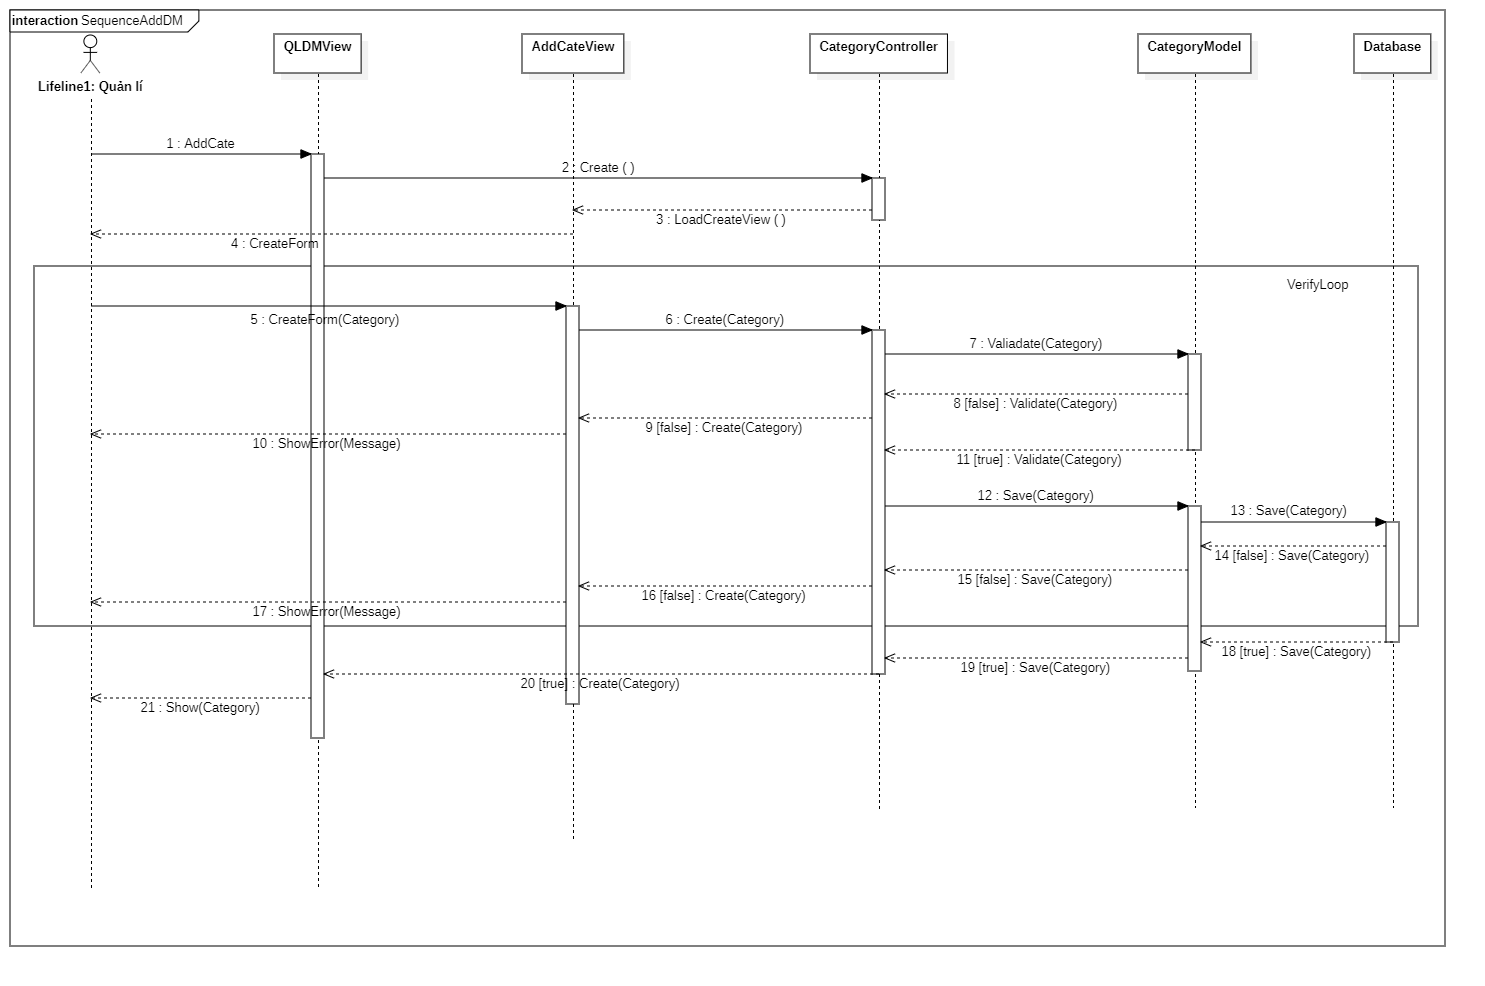 interaction SequenceAddDM
QLDMView
AddCateView
CategoryController
CategoryModel
Database
Lifeline1: Quản lí
1 : AddCate
2 : Create ( )
3 : LoadCreateView ( )
4 : CreateForm
VerifyLoop
5 : CreateForm(Category)
6 : Create(Category)
7 : Valiadate(Category)
8 [false] : Validate(Category)
9 [false] : Create(Category)
10 : ShowError(Message)
11 [true] : Validate(Category)
12 : Save(Category)
13 : Save(Category)
14 [false] : Save(Category)
15 [false] : Save(Category)
16 [false] : Create(Category)
17 : ShowError(Message)
18 [true] : Save(Category)
19 [true] : Save(Category)
20 [true] : Create(Category)
21 : Show(Category)